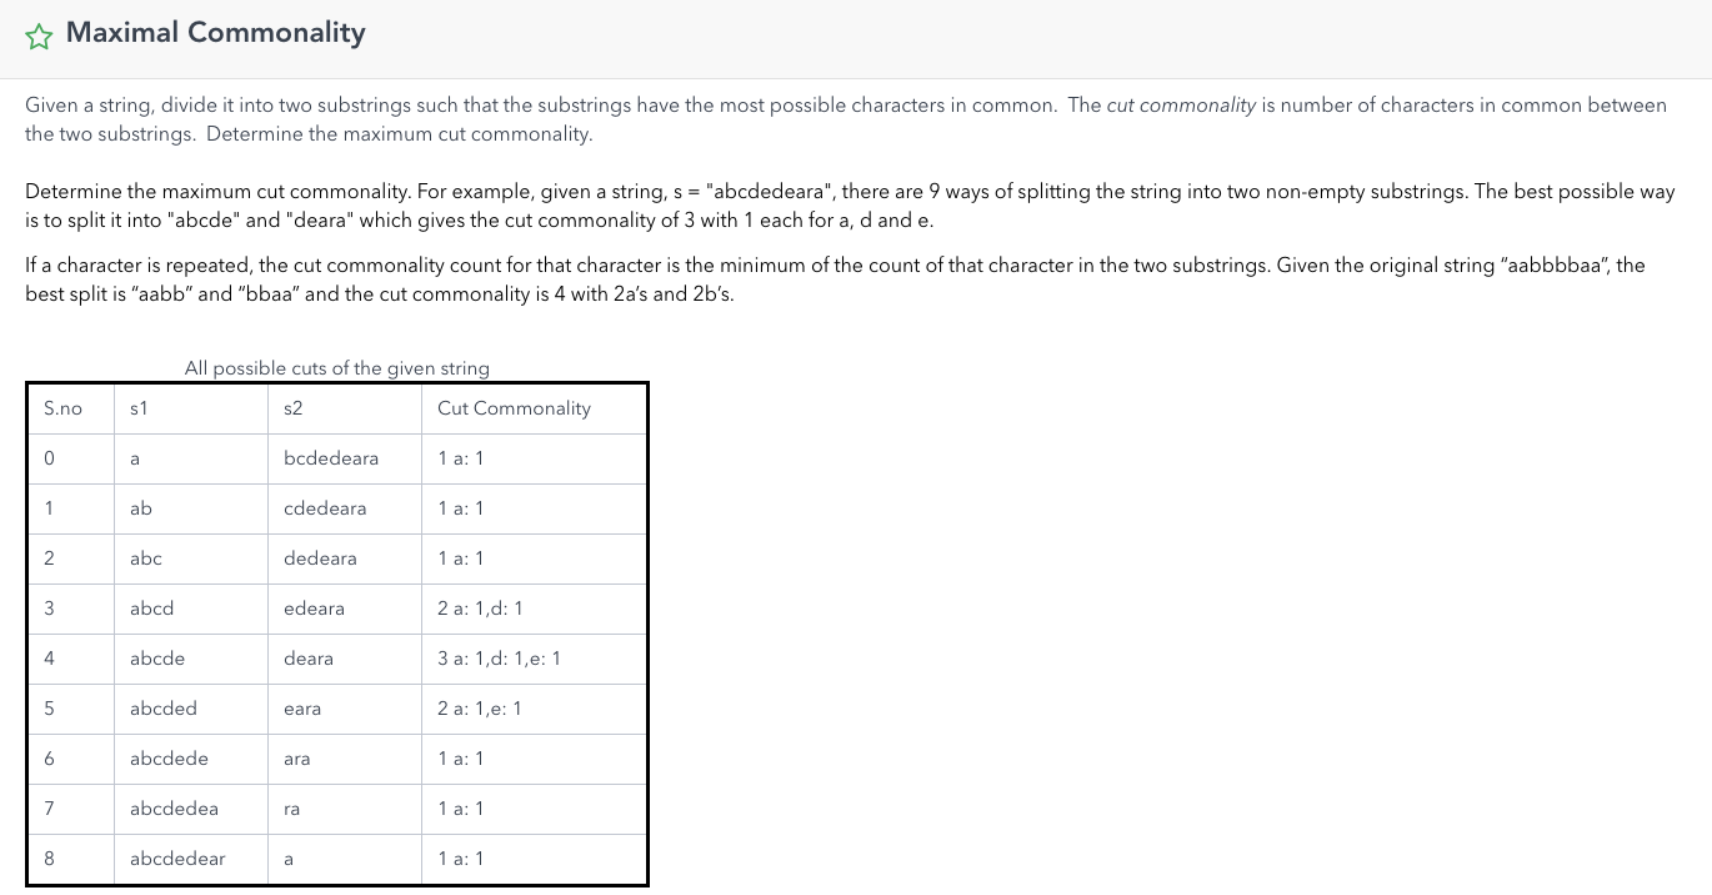 Maximal Commonality
Given a string, divide it into two substrings such that the substrings have the most possible characters in common. The cut commonality is number of characters in common between
the two substrings. Determine the maximum cut commonality.
Determine the maximum cut commonality. For example, given a string, s = "abcdedeara", there are 9 ways of splitting the string into two non-empty substrings. The best possible way
is to split it into "abcde" and "deara" which gives the cut commonality of 3 with 1 each for a, d and e.
If a character is repeated, the cut commonality count for that character is the minimum of the count of that character in the two substrings. Given the original string “aabbbbaa”, the
best split is “aabb” and “bbaa” and the cut commonality is 4 with 2a’s and 2b’s.
All possible cuts of the given string
S.no s1 s2 Cut Commonality
0 a bcdedeara 1 a: 1
1 ab cdedeara 1 a: 1
2 abc dedeara 1 a: 1
3 abcd edeara 2 a: 1,d: 1
4 abcde deara 3 a: 1,d: 1,e: 1
5 abcded eara 2 a: 1,e: 1
6 abcdede ara 1 a: 1
7 abcdedea ra 1 a: 1
8 abcdedear a 1 a: 1